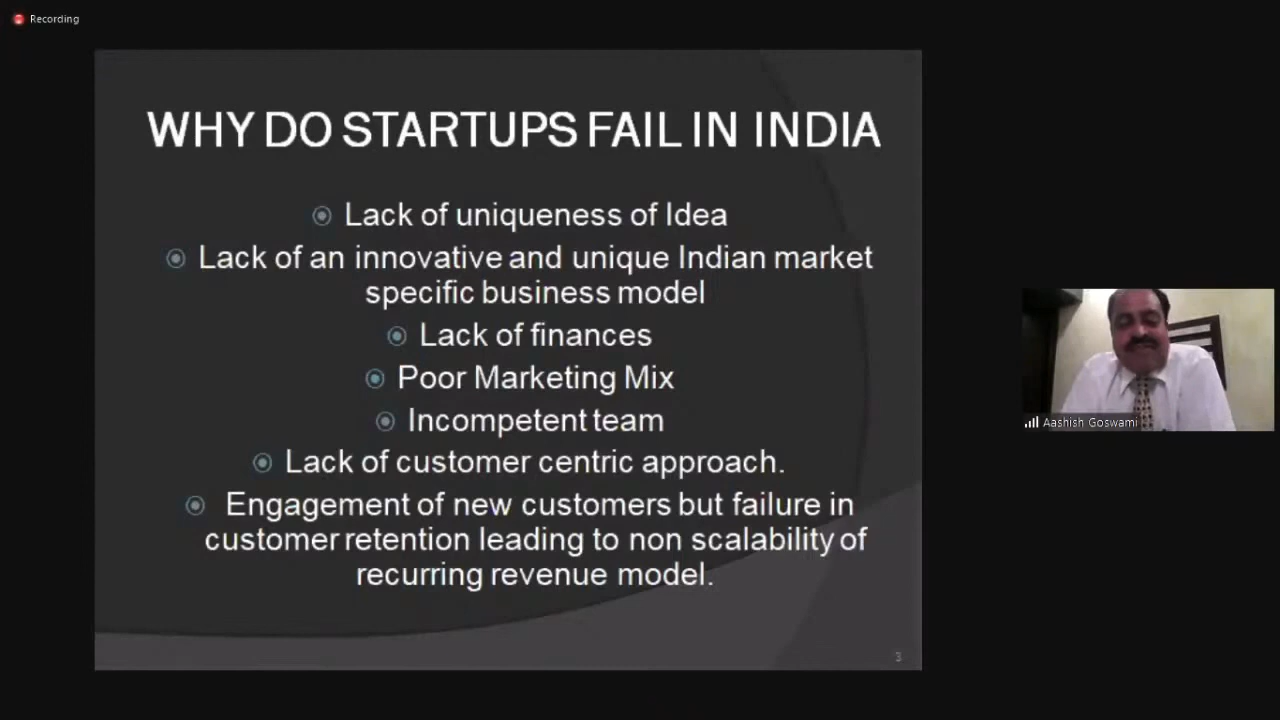 Recording
WHY DO STARTUPS FAIL IN INDIA
Lack of uniqueness of Idea
Lack of an innovative and unique Indian market
specific business model
Lack of finances
Poor Marketing Mix
Incompetent team
Lack of customer centric approach.
Engagement of new customers but failure in
customer retention leading to non scalability of
recurring revenue model.
3
Aashish Goswami